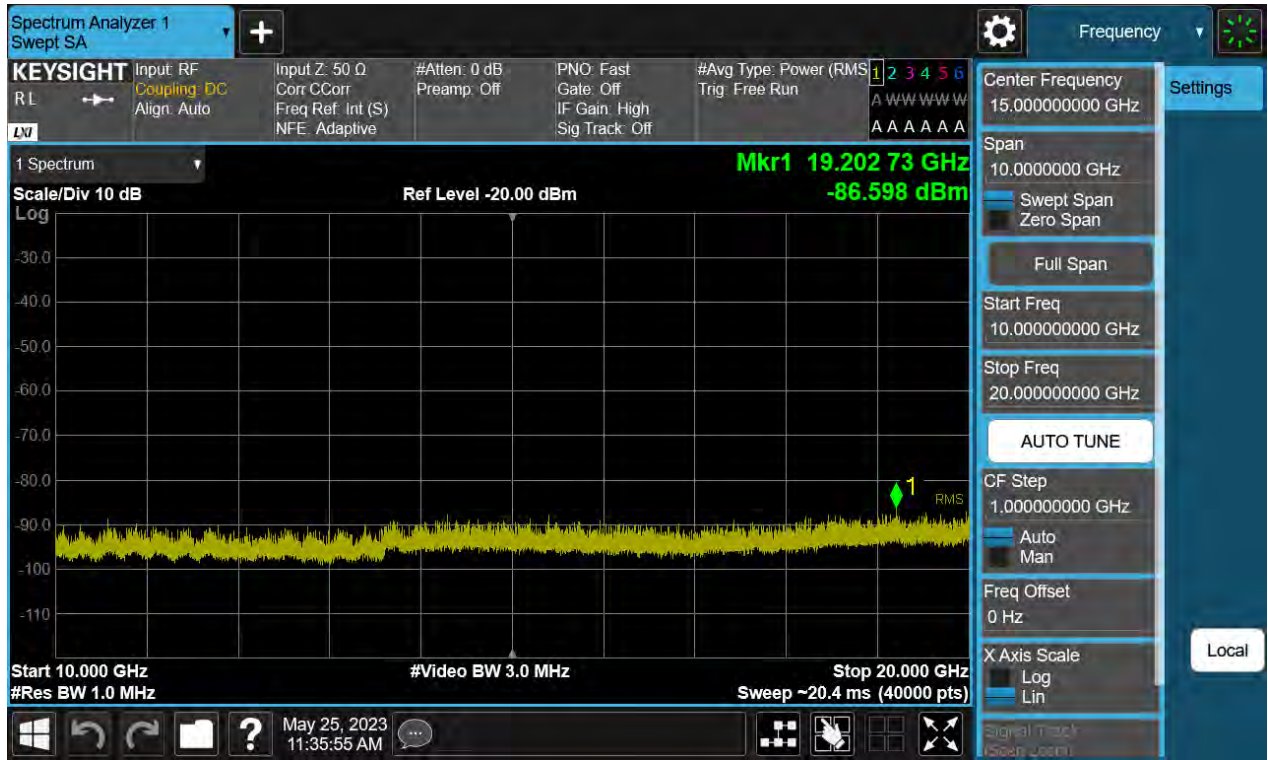 Spectrum Analyzer 1
Swept SA
+
Frequency
KEYSIGHT
RL
LXI
Input: RF
Coupling: DC
Align: Auto
Input Z: 50 Ω
Corr CCorr
Freq Ref: Int (S)
NFE: Adaptive
#Atten: 0 dB
Preamp: Off
PNO: Fast
Gate: Off
IF Gain: High
Sig Track: Off
#Avg Type: Power (RMS
Trig: Free Run
1 2 3 4 5 6
A W W W W W
A A A A A A
1 Spectrum
Mkr1 19.202 73 GHz
-86.598 dBm
Scale/Div 10 dB
Ref Level -20.00 dBm
Log
-30.0
-40.0
-50.0
-60.0
-70.0
-80.0
-90.0
-100
-110
1
RMS
Start 10.000 GHz
#Video BW 3.0 MHz
Stop 20.000 GHz
#Res BW 1.0 MHz
Sweep ~20.4 ms (40000 pts)
?
May 25, 2023
11:35:55 AM
Center Frequency
15.000000000 GHz
Settings
Span
10.0000000 GHz
Swept Span
Zero Span
Full Span
Start Freq
10.000000000 GHz
Stop Freq
20.000000000 GHz
AUTO TUNE
CF Step
1.000000000 GHz
Auto
Man
Freq Offset
0 Hz
X Axis Scale
Log
Lin
Local
Signal Track
(Span Zoom)